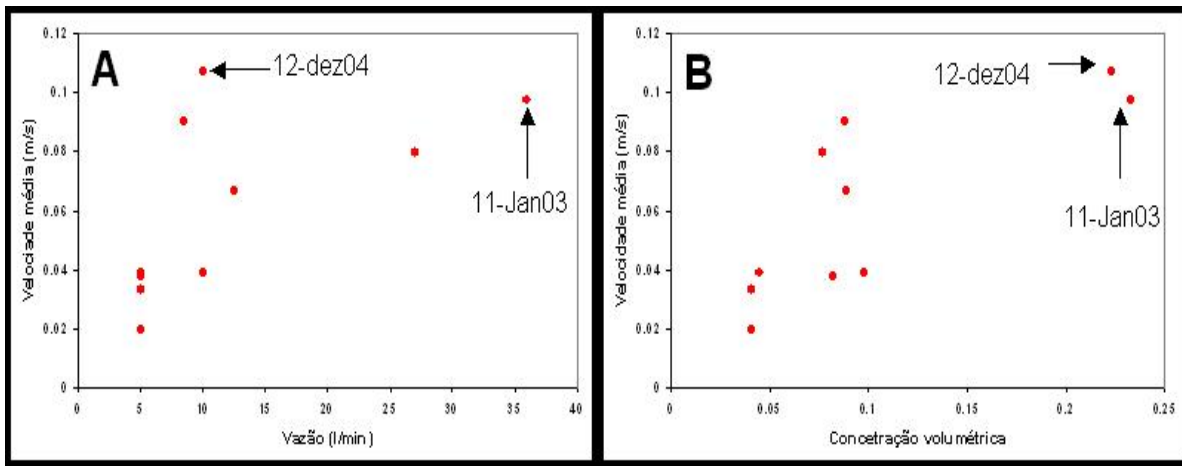 A
0.12
0.1
0.08
0.06
0.04
0.02
0
Velociade média (m/s)
12-dez04
11-Jan03
0 5 10 15 20 25 30 35 40
Vazão (l/min)
B
0.12
0.1
0.08
0.06
0.04
0.02
0
Velocidade média (m/s)
12-dez04
11-Jan03
0 0.05 0.1 0.15 0.2 0.25
Concetração volumétrica